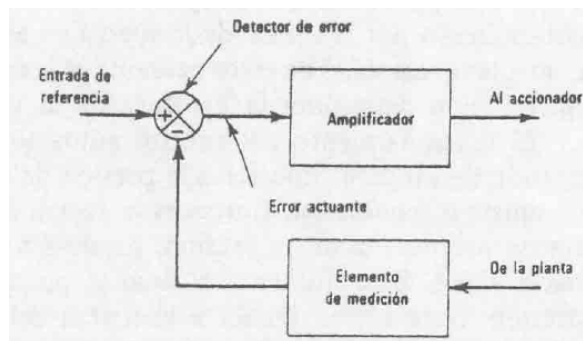 Detector de error
Entrada de
referencia
+
−
Amplificador
Al accionador
Error actuante
Elemento
de medición
De la planta